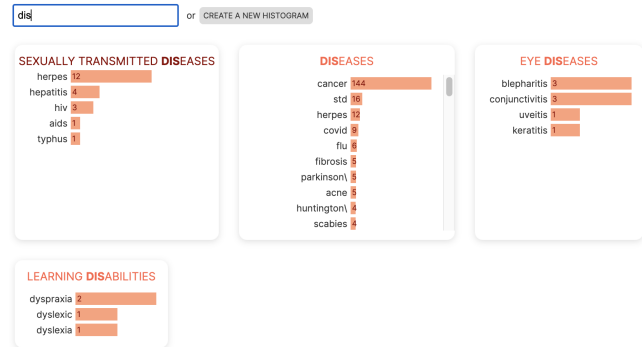 dis or CREATE A NEW HISTOGRAM
SEXUALLY TRANSMITTED DISEASES
herpes 12
hepatitis 4
hiv 3
aids 1
typhus 1
DISEASES
cancer 144
std 16
herpes 12
covid 9
flu 6
fibrosis 5
parkinson\ 5
acne 5
huntington\ 4
scabies 4
EYE DISEASES
blepharitis 3
conjunctivitis 3
uveitis 1
keratitis 1
LEARNING DISABILITIES
dyspraxia 2
dyslexic 1
dyslexia 1